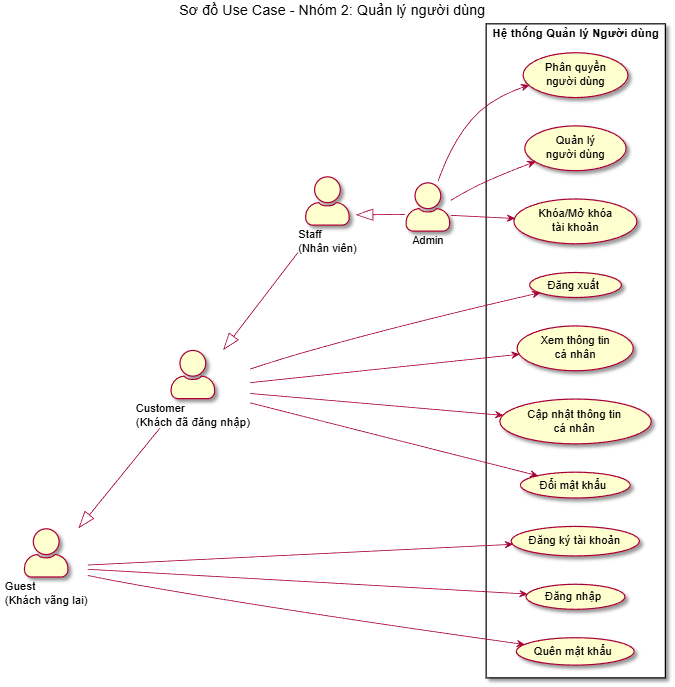 Sơ đồ Use Case - Nhóm 2: Quản lý người dùng
Hệ thống Quản lý Người dùng
Phân quyền
người dùng
Quản lý
người dùng
Khóa/Mở khóa
tài khoản
Staff
(Nhân viên)
Admin
Đăng xuất
Xem thông tin
cá nhân
Customer
(Khách đã đăng nhập)
Cập nhật thông tin
cá nhân
Đổi mật khẩu
Đăng ký tài khoản
Guest
(Khách vãng lai)
Đăng nhập
Quên mật khẩu